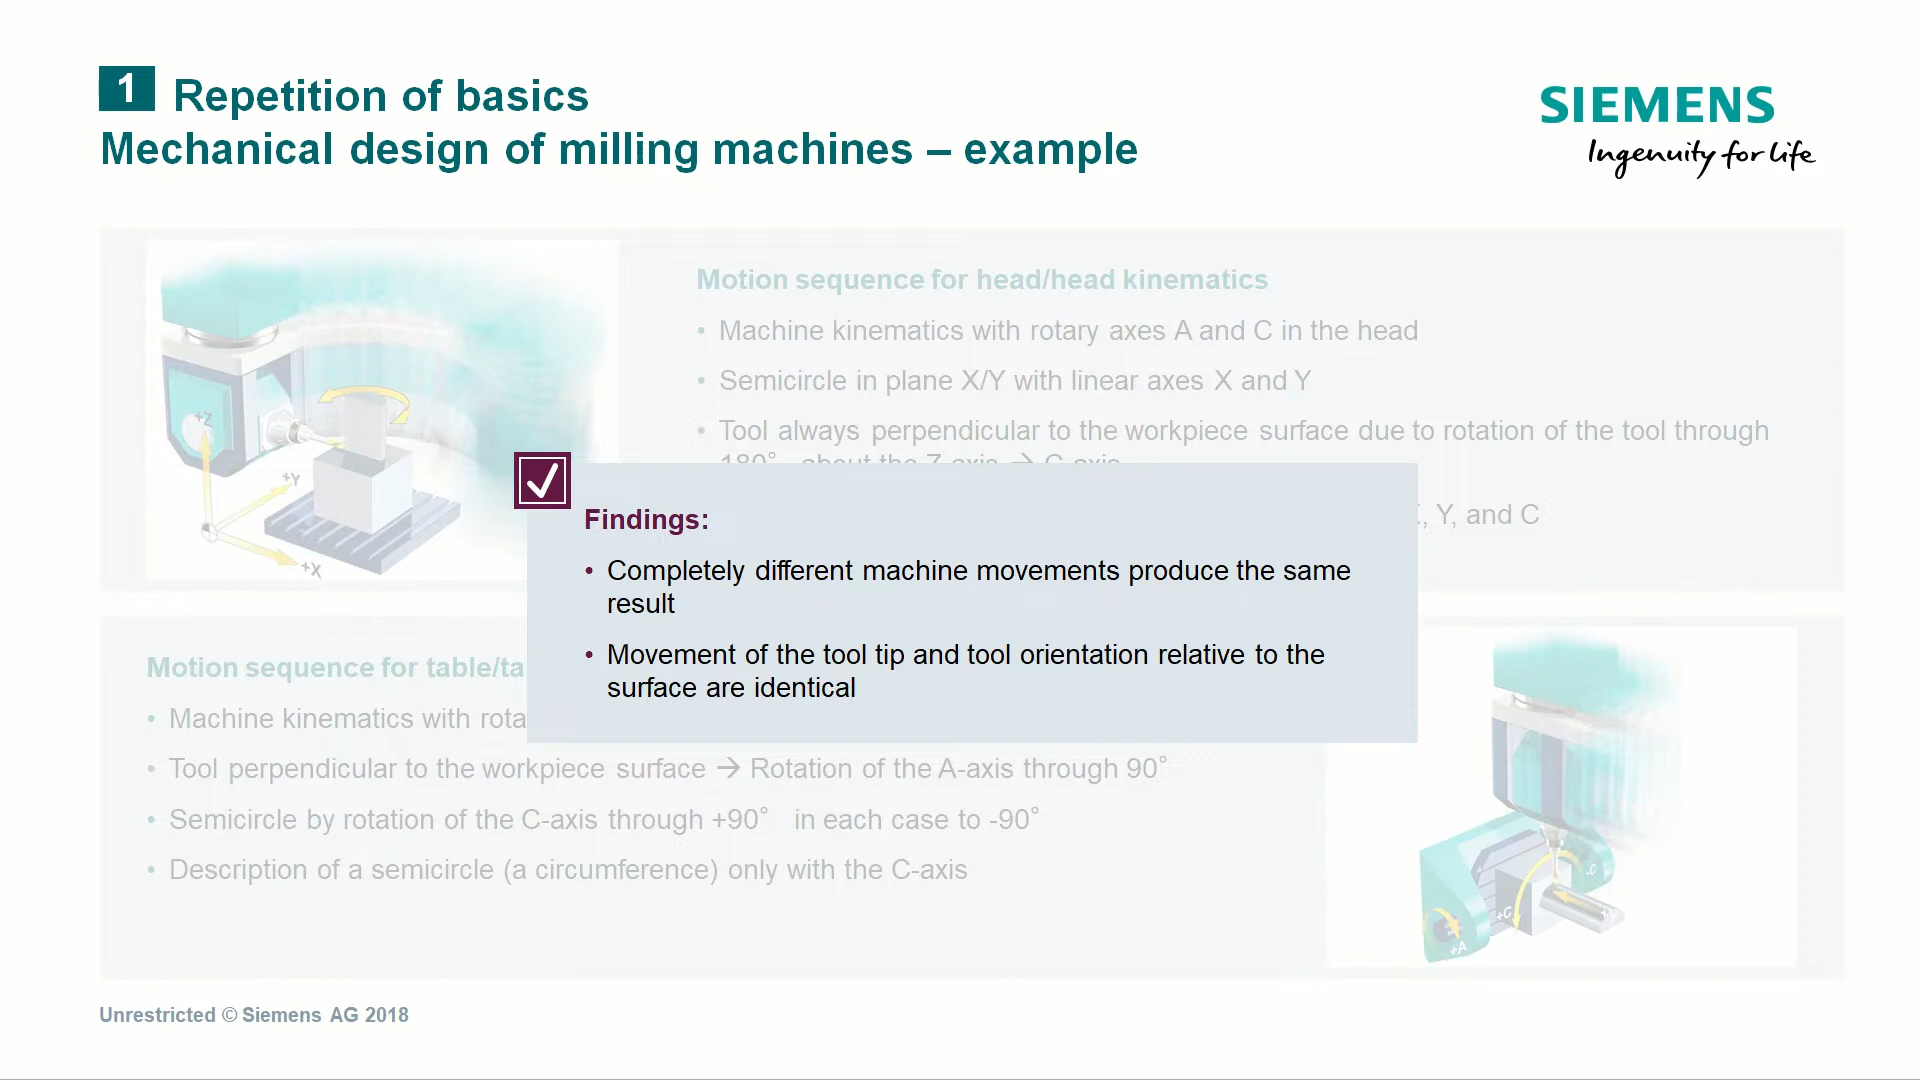 1 Repetition of basics
Mechanical design of milling machines – example
SIEMENS
Ingenuity for life
Motion sequence for head/head kinematics
• Machine kinematics with rotary axes A and C in the head
• Semicircle in plane X/Y with linear axes X and Y
• Tool always perpendicular to the workpiece surface due to rotation of the tool through
180° about the Z-axis → C-axis
, Y, and C
+Z
+Y
+X
Findings:
• Completely different machine movements produce the same
result
• Movement of the tool tip and tool orientation relative to the
surface are identical
Motion sequence for table/ta
• Machine kinematics with rota
• Tool perpendicular to the workpiece surface → Rotation of the A-axis through 90°
• Semicircle by rotation of the C-axis through +90° in each case to -90°
• Description of a semicircle (a circumference) only with the C-axis
-C
+C
+Y
+A
Unrestricted © Siemens AG 2018